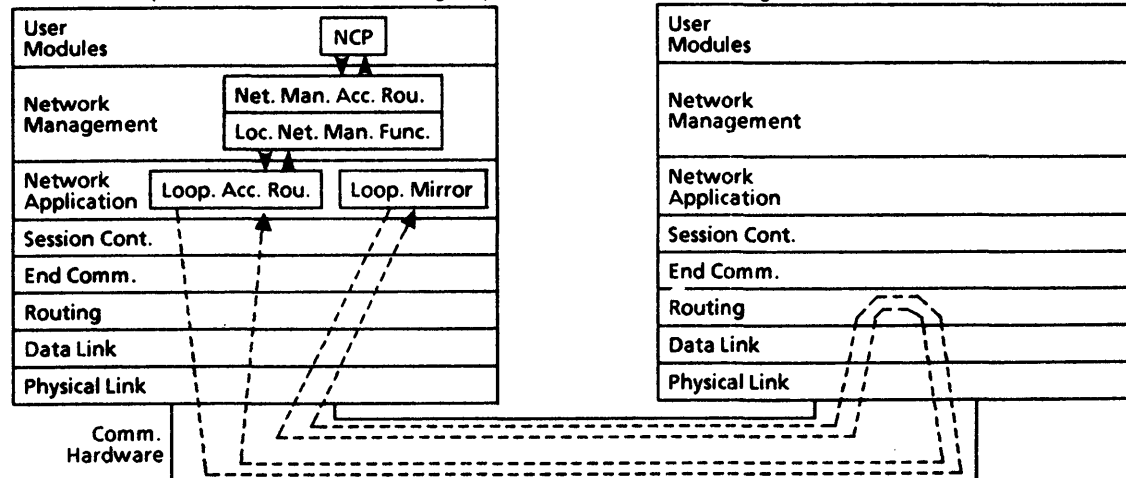 User
Modules
NCP
Network
Management
Net. Man. Acc. Rou.
Loc. Net. Man. Func.
Network
Application
Loop. Acc. Rou.
Loop. Mirror
Session Cont.
End Comm.
Routing
Data Link
Physical Link
User
Modules
Network
Management
Network
Application
Session Cont.
End Comm.
Routing
Data Link
Physical Link
Comm.
Hardware